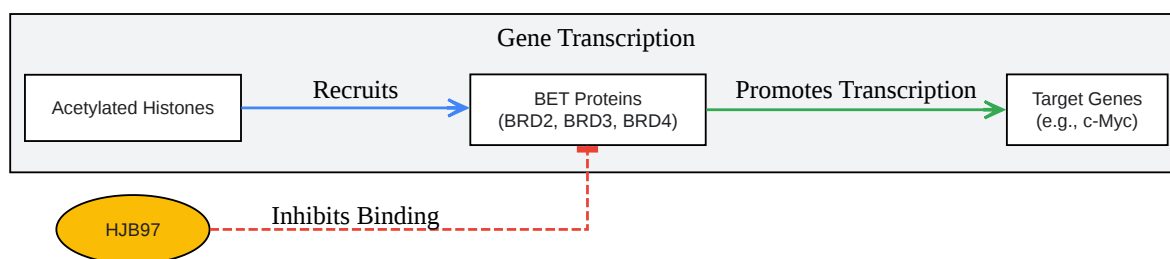 Gene Transcription
Acetylated Histones
Recruits
BET Proteins
(BRD2, BRD3, BRD4)
Promotes Transcription
Target Genes
(e.g., c-Myc)
HJB97
Inhibits Binding